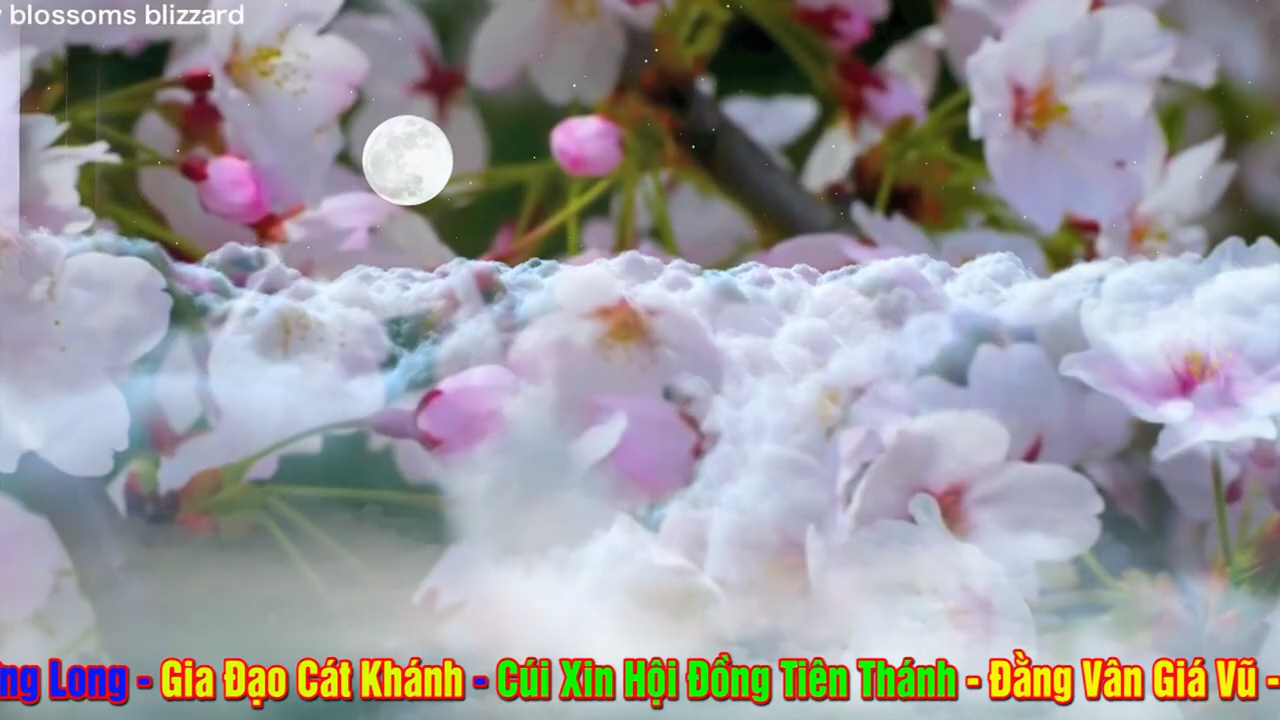 blossoms blizzard
Long - Gia Đạo Cát Khánh - Cúi Xin Hội Đồng Tiên Thánh - Đằng Vân Giá Vũ -